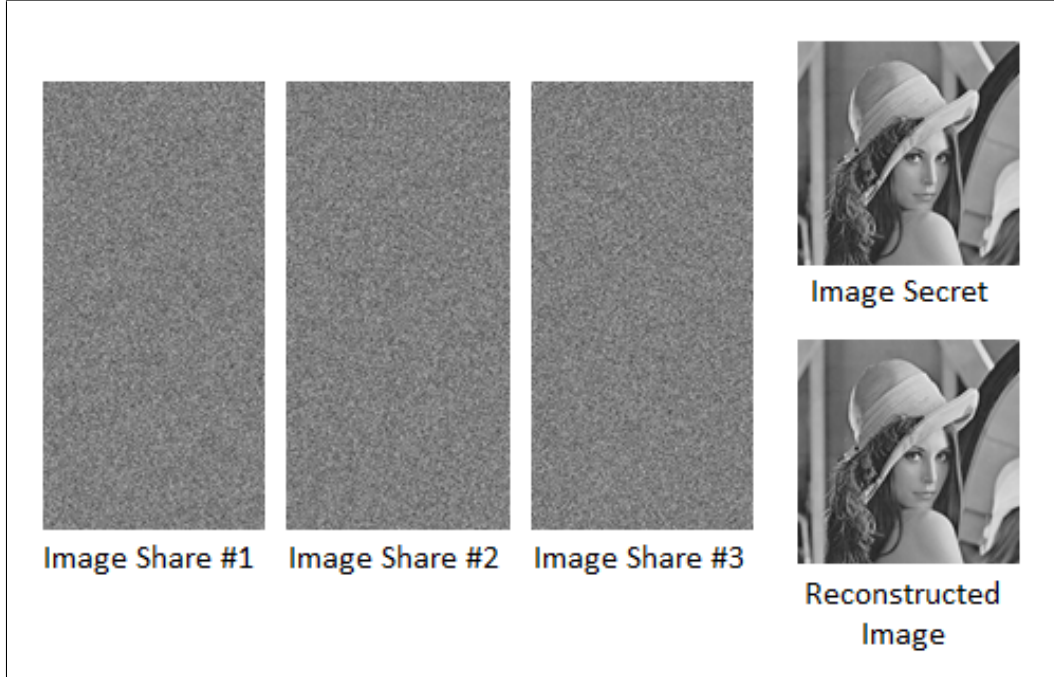 Image Share #1
Image Share #2
Image Share #3
Image Secret
Reconstructed
Image